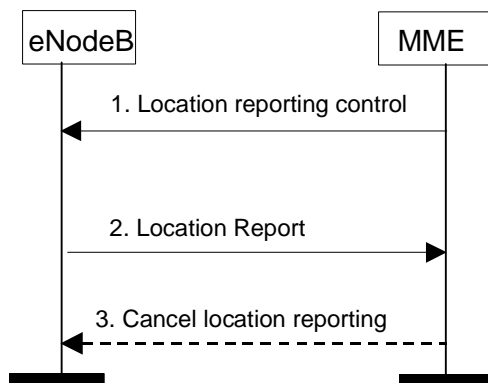 eNodeB
MME
1. Location reporting control
2. Location Report
3. Cancel location reporting